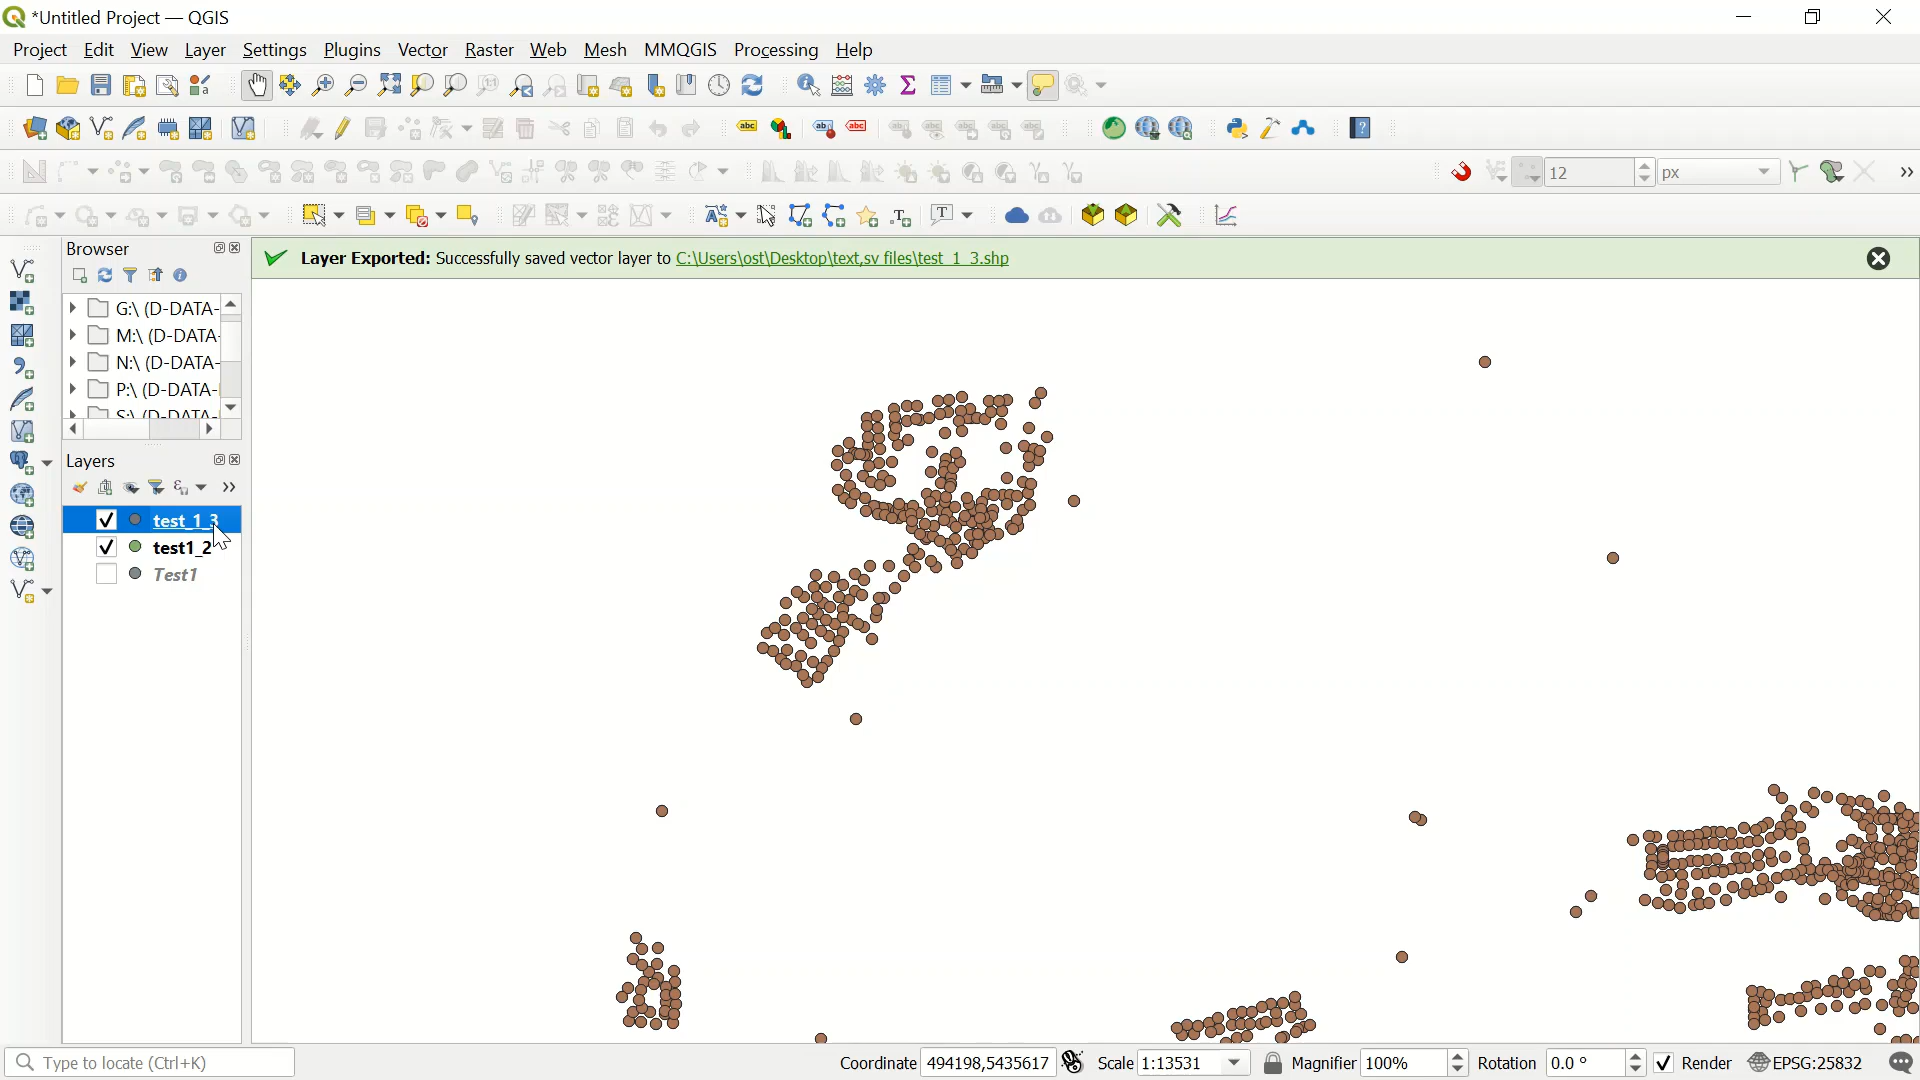 *Untitled Project — QGIS
Project Edit View Layer Settings Plugins Vector Raster Web Mesh MMQGIS Processing Help
12 px
Browser
Layer Exported: Successfully saved vector layer to C:\Users\ost\Desktop\text,sv files\test_1_3.shp
G:\ (D-DATA-
M:\ (D-DATA-
N:\ (D-DATA-
P:\ (D-DATA-
S:\ (D-DATA-
Layers
test_1_3
test1_2
Test1
Type to locate (Ctrl+K)
Coordinate 494198,5435617 Scale 1:13531 Magnifier 100% Rotation 0.0 ° Render EPSG:25832